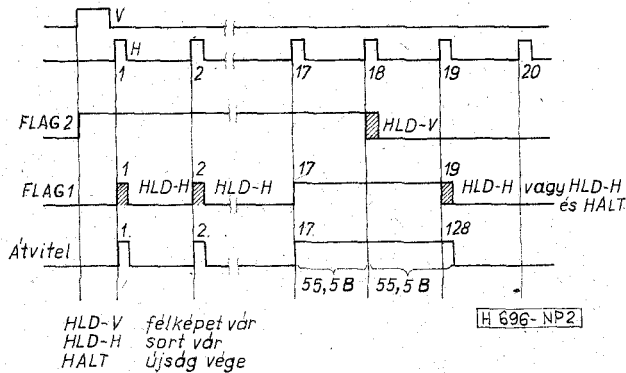 V
H
1 2 17 18 19 20
FLAG 2 HLD-V
1 2 17 19
FLAG1 HLD-H HLD-H HLD-H vagy HLD-H
és HALT
1. 2. 17. 128
Átvitel
55,5 B 55,5 B
HLD-V félképet vár
HLD-H sort vár
HALT újság vége
H 696-NP2